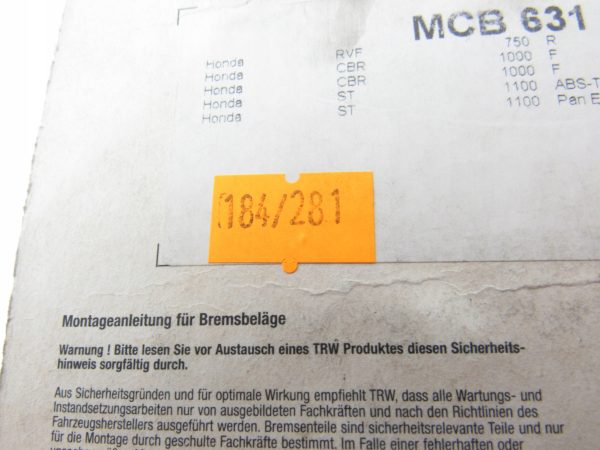 MCB 631
Honda RVF 750 R
Honda CBR 1000 F
Honda CBR 1000 F
Honda ST 1100 ABS-T
Honda ST 1100 Pan E
184/281
Montageanleitung für Bremsbeläge
Warnung ! Bitte lesen Sie vor Austausch eines TRW Produktes diesen Sicherheits-
hinweis sorgfältig durch.
Aus Sicherheitsgründen und für optimale Wirkung empfiehlt TRW, dass alle Wartungs- und
Instandsetzungsarbeiten nur von ausgebildeten Fachkräften und nach den Richtlinien des
Fahrzeugherstellers ausgeführt werden. Bremsenteile sind sicherheitsrelevante Teile und nur
für die Montage durch geschulte Fachkräfte bestimmt. Im Falle einer fehlerhaften oder